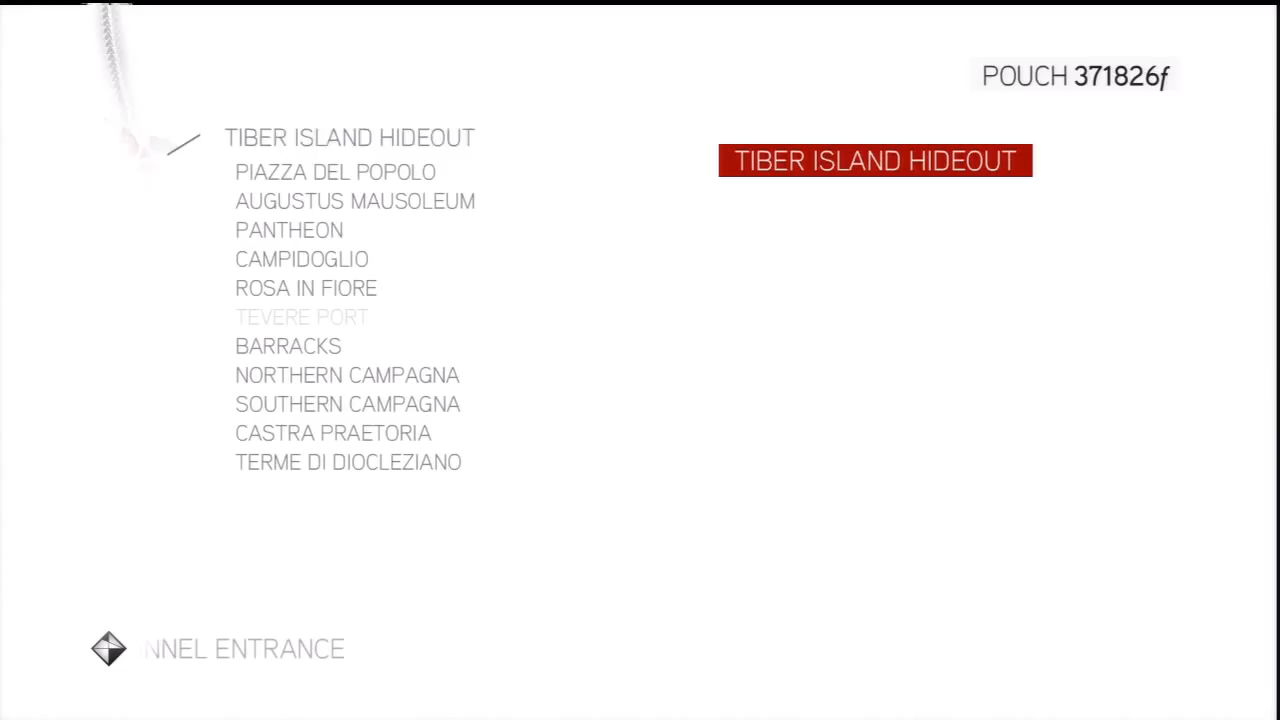 POUCH 371826f
TIBER ISLAND HIDEOUT
TIBER ISLAND HIDEOUT
PIAZZA DEL POPOLO
AUGUSTUS MAUSOLEUM
PANTHEON
CAMPIDOGLIO
ROSA IN FIORE
TEVERE PORT
BARRACKS
NORTHERN CAMPAGNA
SOUTHERN CAMPAGNA
CASTRA PRAETORIA
TERME DI DIOCLEZIANO
NNEL ENTRANCE